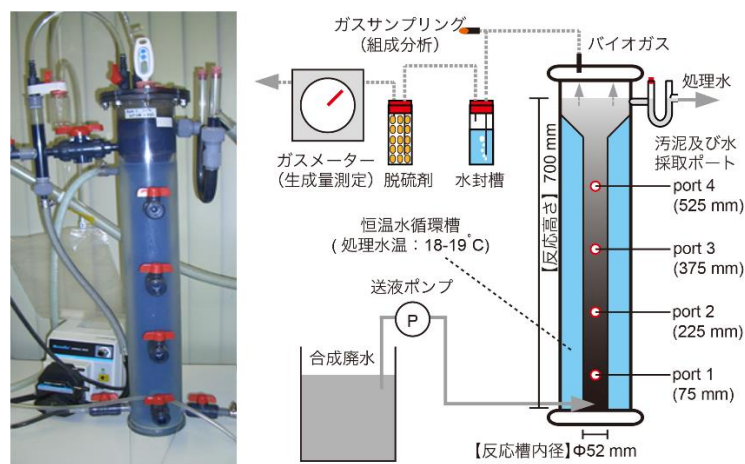 ガスサンプリング
(組成分析)
バイオガス
処理水
ガスメーター
(生成量測定)
脱硫剤
水封槽
汚泥及び水
採取ポート
【反応高さ】700 mm
port 4
(525 mm)
恒温水循環槽
( 処理水温：18-19˚C)
port 3
(375 mm)
送液ポンプ
P
port 2
(225 mm)
合成廃水
port 1
(75 mm)
【反応槽内径】Φ52 mm